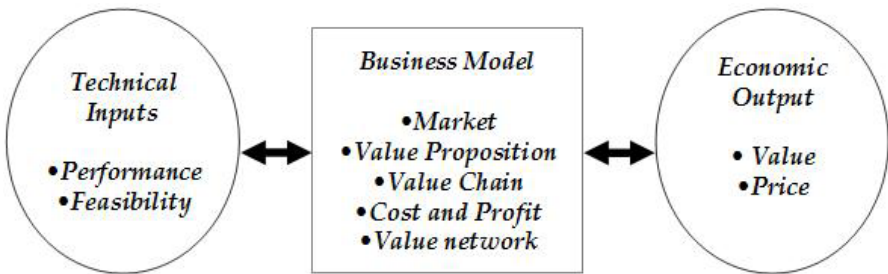 Technical
Inputs
•Performance
•Feasibility
Business Model
•Market
•Value Proposition
•Value Chain
•Cost and Profit
•Value network
Economic
Output
• Value
•Price